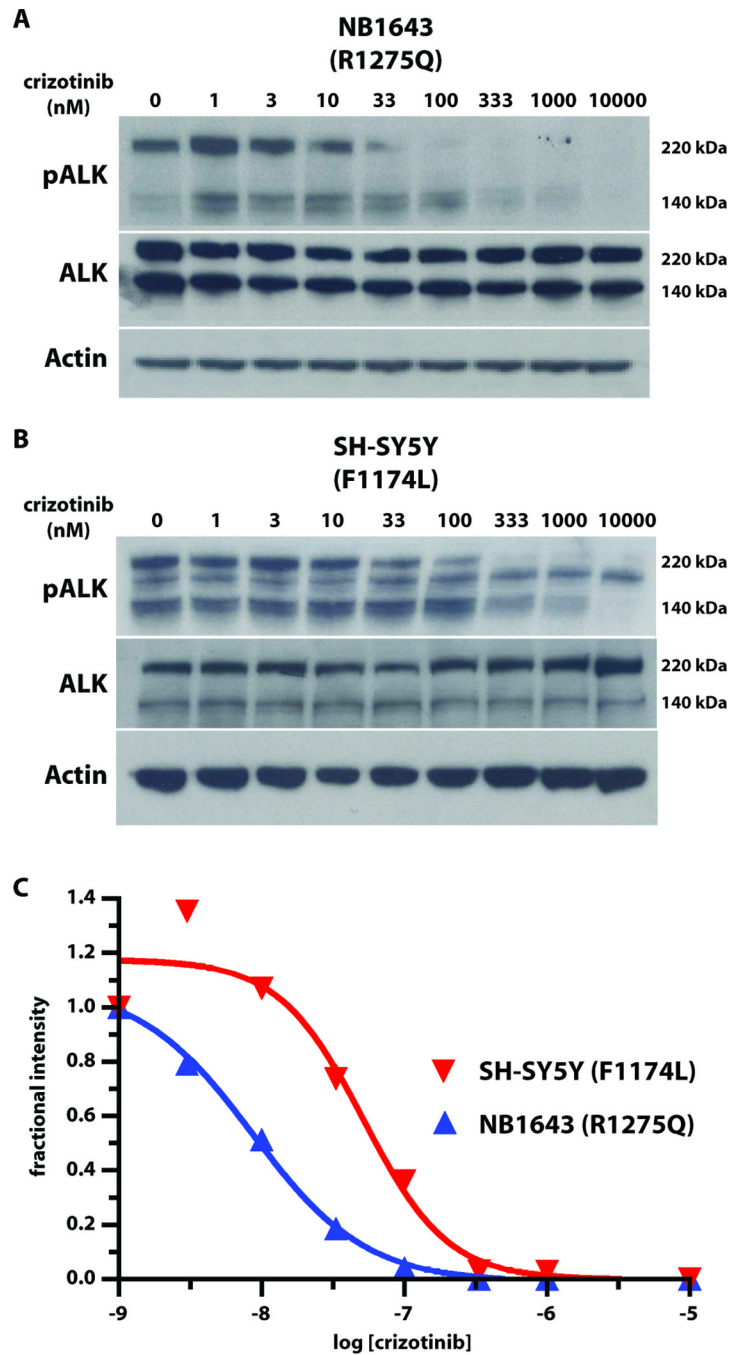 A
NB1643
(R1275Q)
crizotinib
(nM)
0 1 3 10 33 100 333 1000 10000
pALK
220 kDa
140 kDa
ALK
220 kDa
140 kDa
Actin
B
SH-SY5Y
(F1174L)
crizotinib
(nM)
0 1 3 10 33 100 333 1000 10000
pALK
220 kDa
140 kDa
ALK
220 kDa
140 kDa
Actin
C
1.4
1.2
1.0
0.8
0.6
0.4
0.2
0.0
fractional intensity
SH-SY5Y (F1174L)
NB1643 (R1275Q)
-9 -8 -7 -6 -5
log [crizotinib]